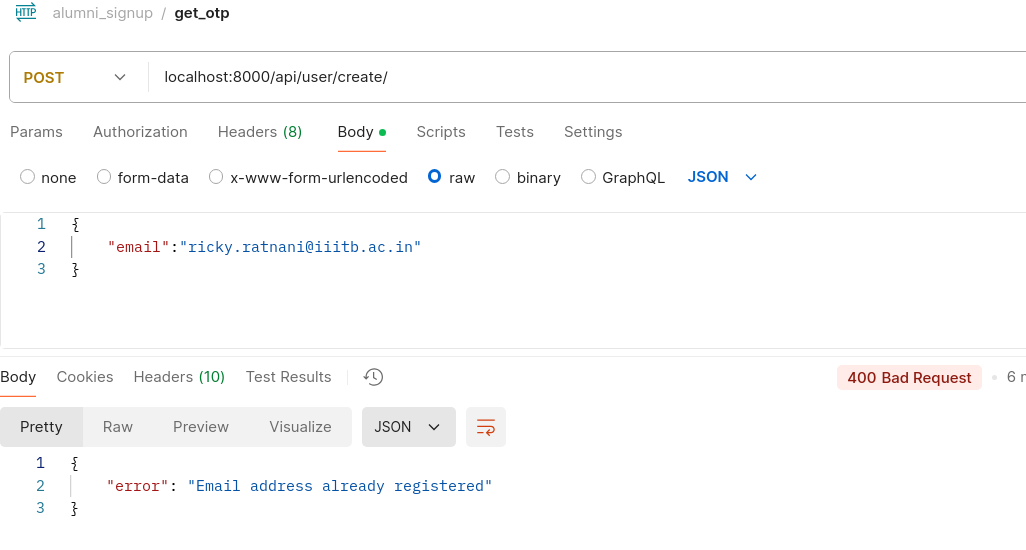 HTTP alumni_signup / get_otp
POST localhost:8000/api/user/create/
Params Authorization Headers (8) Body Scripts Tests Settings
none form-data x-www-form-urlencoded raw binary GraphQL JSON
1 {
2 "email":"ricky.ratnani@iiitb.ac.in"
3 }
Body Cookies Headers (10) Test Results 400 Bad Request 6
Pretty Raw Preview Visualize JSON
1 {
2 "error": "Email address already registered"
3 }